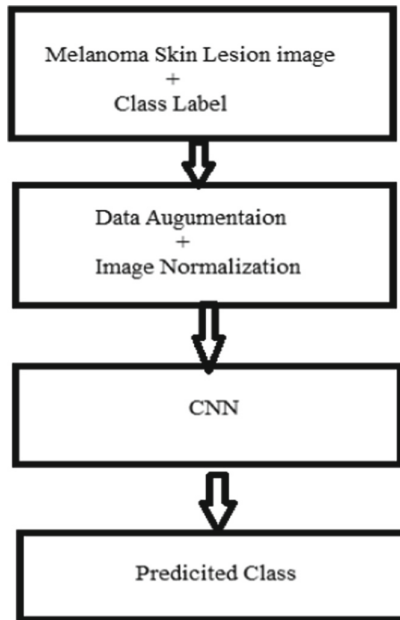 Melanoma Skin Lesion image
+
Class Label
Data Augumentaion
+
Image Normalization
CNN
Predicited Class